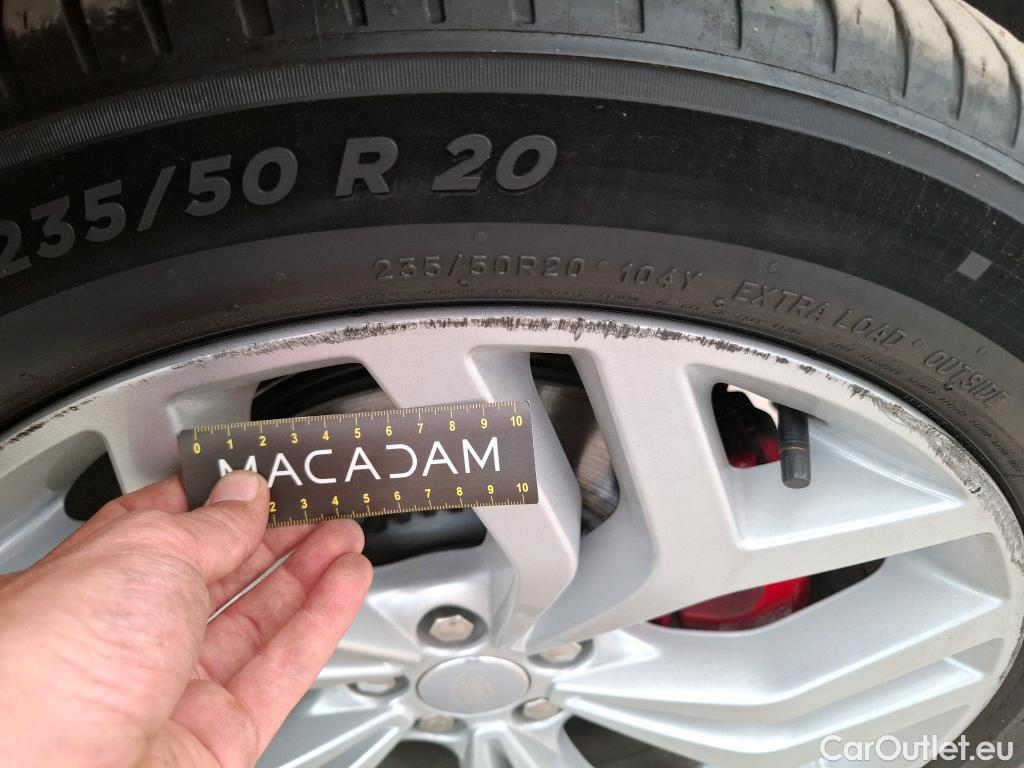 235/50 R 20
235/50R20 104Y EXTRA LOAD OUTSIDE
0 1 2 3 4 5 6 7 8 9 10
MACADAM
2 3 4 5 6 7 8 9 10
CarOutlet.eu